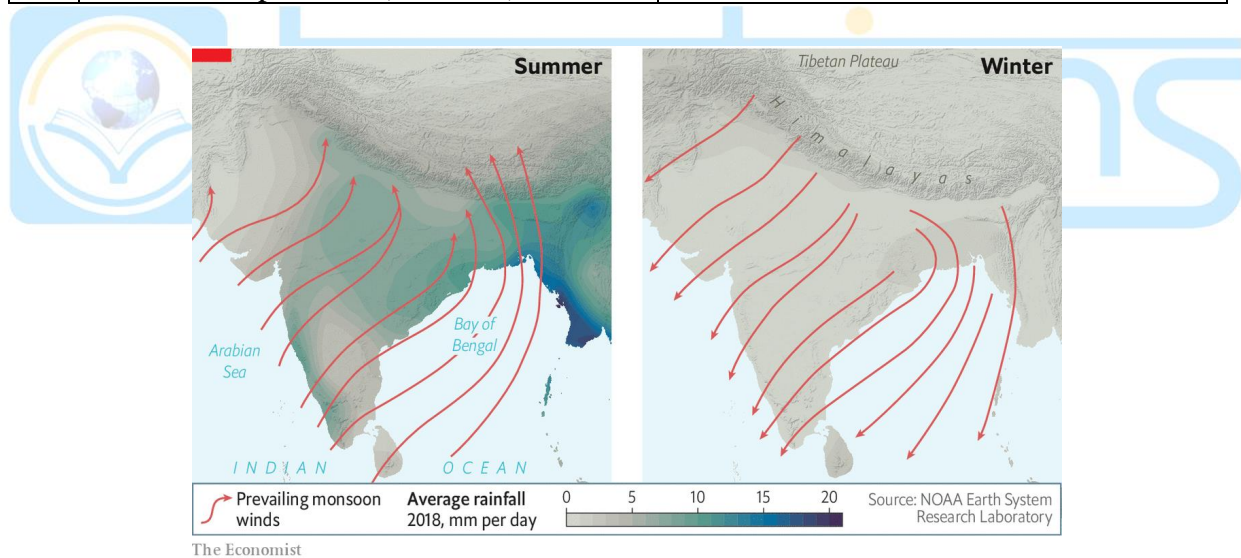 Summer
Tibetan Plateau
Winter
Himalayas
Arabian
Sea
Bay of
Bengal
INDIAN OCEAN
Prevailing monsoon
winds
Average rainfall
2018, mm per day
0 5 10 15 20
Source: NOAA Earth System
Research Laboratory
The Economist